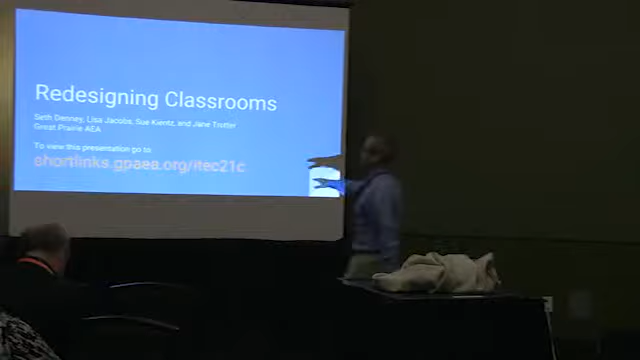 Redesigning Classrooms
Seth Denney, Lisa Jacobs, Sue Kientz, and Jane Trotter
Great Prairie AEA
To view this presentation go to:
shortlinks.gpaea.org/itec21c